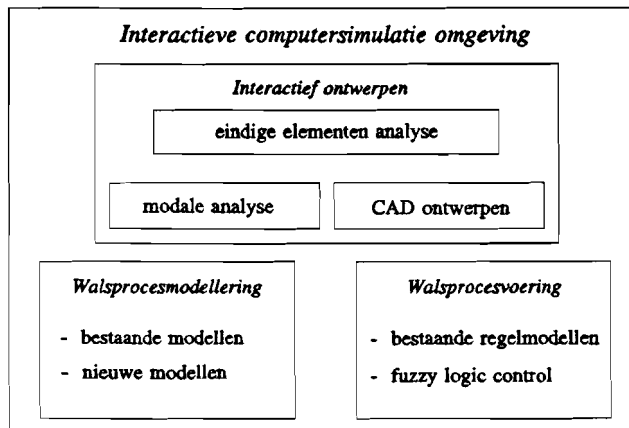 Interactieve computersimulatie omgeving
Interactief ontwerpen
eindige elementen analyse
modale analyse
CAD ontwerpen
Walsprocesmodellering
- bestaande modellen
- nieuwe modellen
Walsprocesvoering
- bestaande regelmodellen
- fuzzy logic control